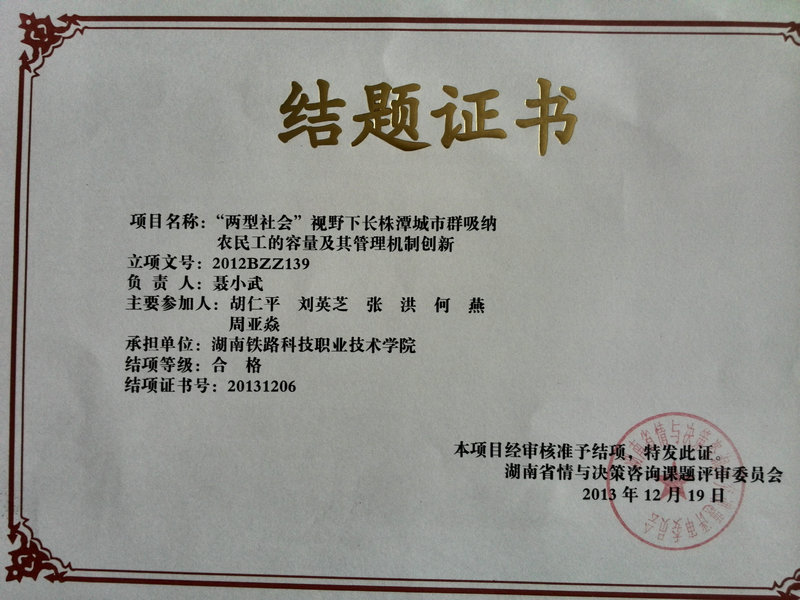 结题证书
项目名称：“两型社会”视野下长株潭城市群吸纳
农民工的容量及其管理机制创新
立项文号：2012BZZ139
负 责 人：聂小武
主要参加人：胡仁平 刘英芝 张 洪 何 燕
周亚焱
承担单位：湖南铁路科技职业技术学院
结项等级：合 格
结项证书号：20131206
本项目经审核准予结项，特发此证。
湖南省情与决策咨询课题评审委员会
2013 年 12 月 19 日